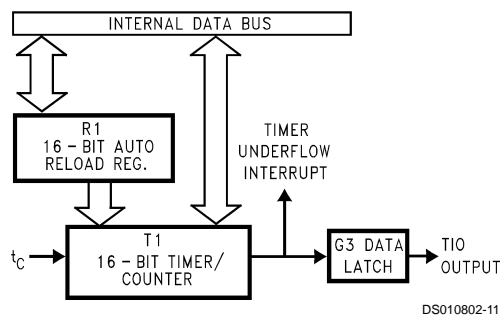 INTERNAL DATA BUS
R1
16 – BIT AUTO
RELOAD REG.
TIMER
UNDERFLOW
INTERRUPT
T1
16 – BIT TIMER/
COUNTER
tC
G3 DATA
LATCH
TIO
OUTPUT
DS010802-11